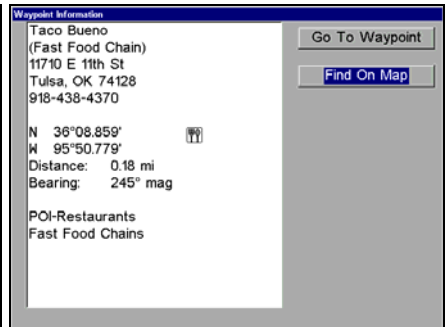 Waypoint Information
Taco Bueno
(Fast Food Chain)
11710 E 11th St
Tulsa, OK 74128
918-438-4370
N 36°08.859'
W 95°50.779'
Distance: 0.18 mi
Bearing: 245° mag
POI-Restaurants
Fast Food Chains
Go To Waypoint
Find On Map